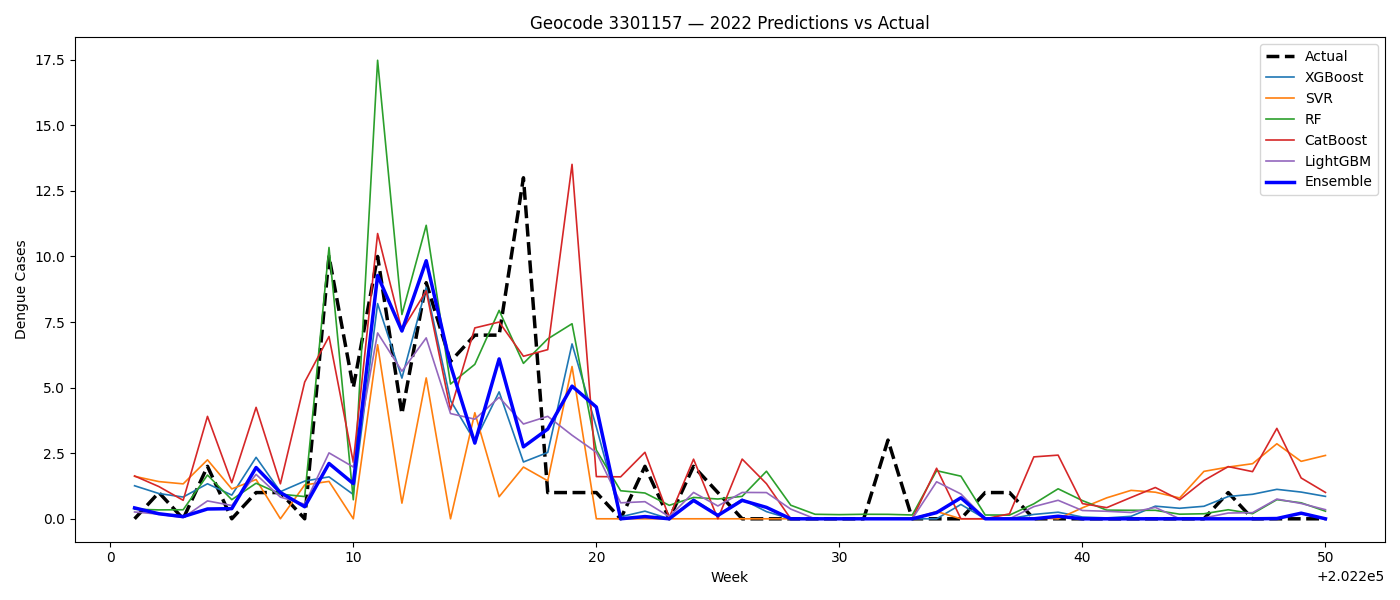 Geocode 3301157 — 2022 Predictions vs Actual
Dengue Cases
17.5
15.0
12.5
10.0
7.5
5.0
2.5
0.0
0
10
20
30
40
50
+2.022e5
Week
Actual
XGBoost
SVR
RF
CatBoost
LightGBM
Ensemble